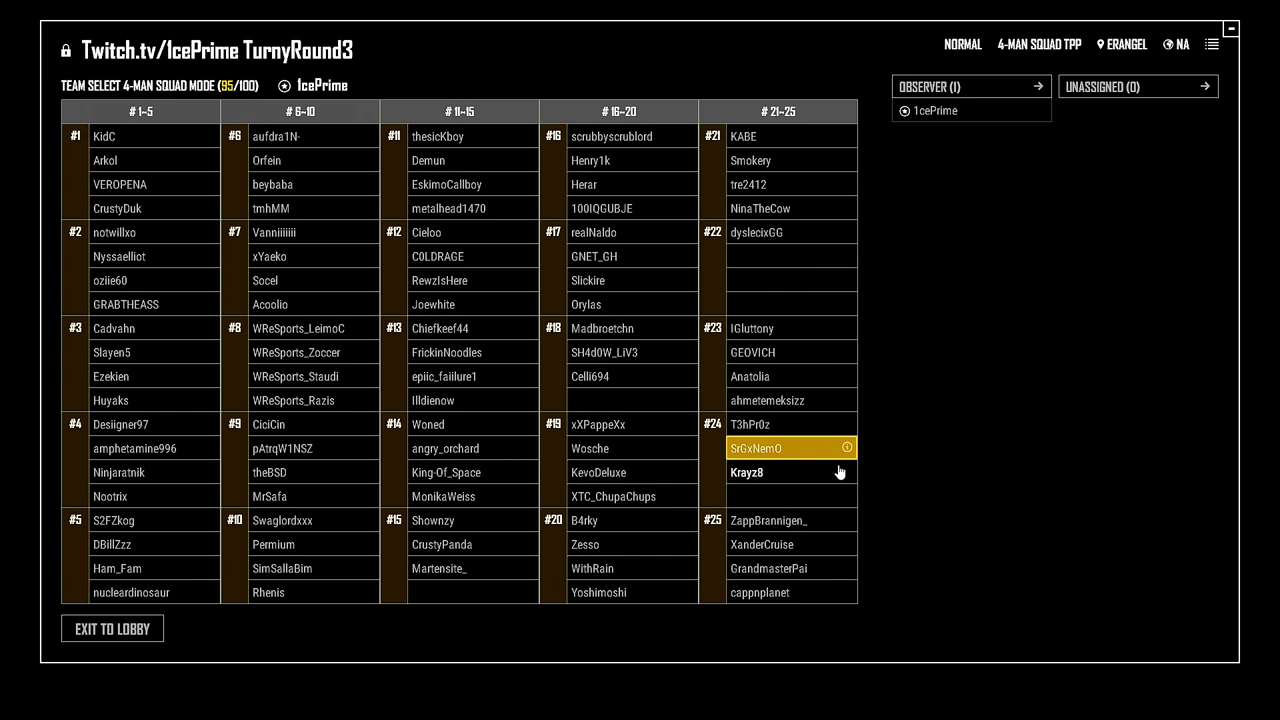 Twitch.tv/1cePrime TurnyRound3
NORMAL 4-MAN SQUAD TPP ERANGEL NA
TEAM SELECT 4-MAN SQUAD MODE (95/100) 1cePrime
OBSERVER (1) UNASSIGNED (0)
1cePrime
# 1~5 # 6~10 # 11~15 # 16~20 # 21~25
#1 KidC #6 aufdra1N- #11 thesicKboy #16 scrubbyscrublord #21 KABE
Arkol Orfein Demun Henry1k Smokery
VEROPENA beybaba EskimoCallboy Herar tre2412
CrustyDuk tmhMM metalhead1470 100IQGUBJE NinaTheCow
#2 notwillxo #7 Vanniiiiiii #12 Cieloo #17 realNaldo #22 dyslecixGG
Nyssaelliot xYaeko C0LDRAGE GNET_GH
oziie60 Socel RewzIsHere Slickire
GRABTHEASS Acoolio Joewhite Orylas
#3 Cadvahn #8 WReSports_LeimoC #13 Chiefkeef44 #18 Madbroetchn #23 IGluttony
Slayen5 WReSports_Zoccer FrickinNoodles SH4d0W_LiV3 GEOVICH
Ezekien WReSports_Staudi epiic_faiilure1 Celli694 Anatolia
Huyaks WReSports_Razis Illdienow ahmetemeksizz
#4 Desiigner97 #9 CiciCin #14 Woned #19 xXPappeXx #24 T3hPr0z
amphetamine996 pAtrqW1NSZ angry_orchard Wosche SrGxNemO
Ninjaratnik theBSD King-Of_Space KevoDeluxe Krayz8
Nootrix MrSafa MonikaWeiss XTC_ChupaChups
#5 S2FZkog #10 Swaglordxxx #15 Shownzy #20 B4rky #25 ZappBrannigen_
DBillZzz Permium CrustyPanda Zesso XanderCruise
Ham_Fam SimSallaBim Martensite_ WithRain GrandmasterPai
nucleardinosaur Rhenis Yoshimoshi cappnplanet
EXIT TO LOBBY